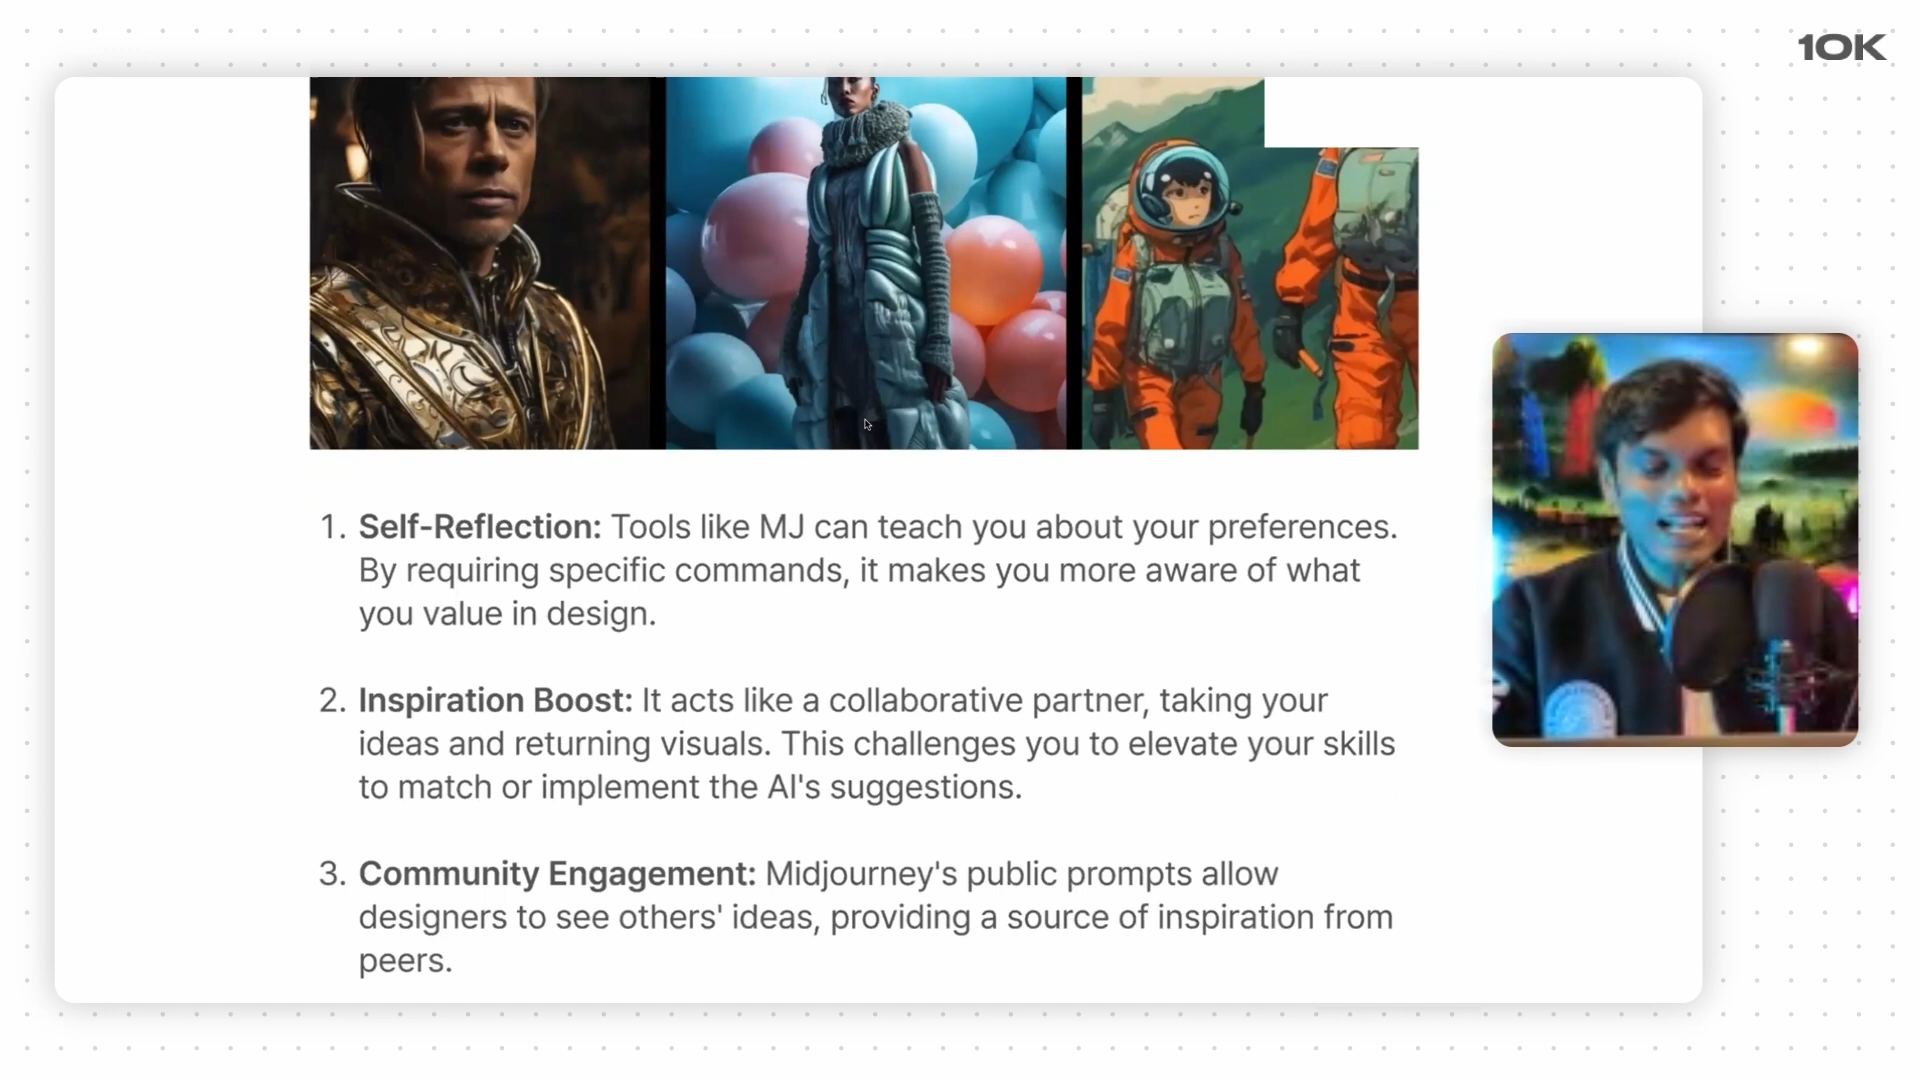 10K
1. Self-Reflection: Tools like MJ can teach you about your preferences.
By requiring specific commands, it makes you more aware of what
you value in design.
2. Inspiration Boost: It acts like a collaborative partner, taking your
ideas and returning visuals. This challenges you to elevate your skills
to match or implement the AI's suggestions.
3. Community Engagement: Midjourney's public prompts allow
designers to see others' ideas, providing a source of inspiration from
peers.